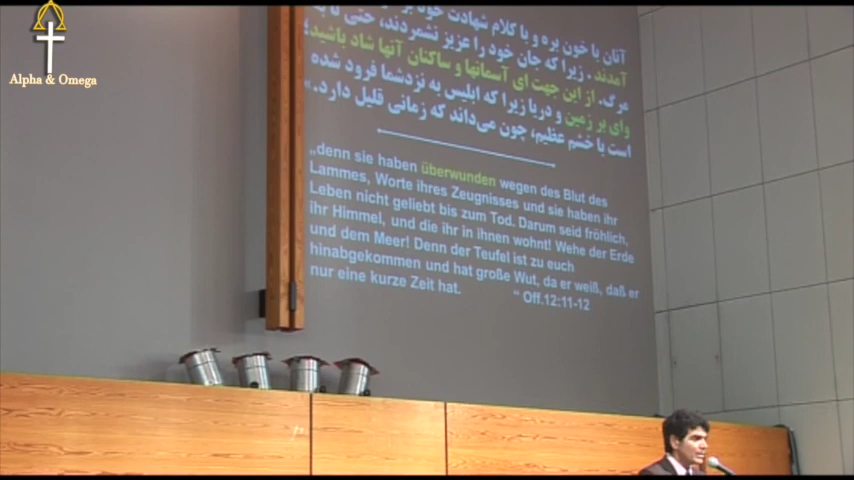 Alpha & Omega
آنان با خون بره و با کلام شهادت خود بر
آمدند. زیرا که جان خود را عزیز نشمردند، حتی تا به
مرگ. از این جهت ای آسمانها و ساکنان آنها شاد باشید؛
وای بر زمین و دریا زیرا که ابلیس به نزدشما فرود شده
است با خشم عظیم، چون می‌داند که زمانی قلیل دارد.»
„denn sie haben überwunden wegen des Blut des
Lammes, Worte ihres Zeugnisses und sie haben ihr
Leben nicht geliebt bis zum Tod. Darum seid fröhlich,
ihr Himmel, und die ihr in ihnen wohnt! Wehe der Erde
und dem Meer! Denn der Teufel ist zu euch
hinabgekommen und hat große Wut, da er weiß, daß er
nur eine kurze Zeit hat. “ Off.12:11-12